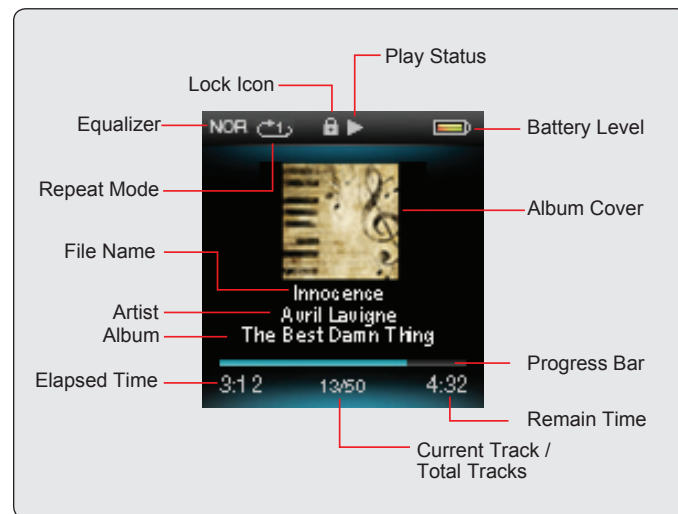 Play Status
Lock Icon
Equalizer
NOR
1
Battery Level
Repeat Mode
Album Cover
File Name
Innocence
Artist
Avril Lavigne
Album
The Best Damn Thing
Progress Bar
Elapsed Time
3:12
13/50
4:32
Remain Time
Current Track /
Total Tracks